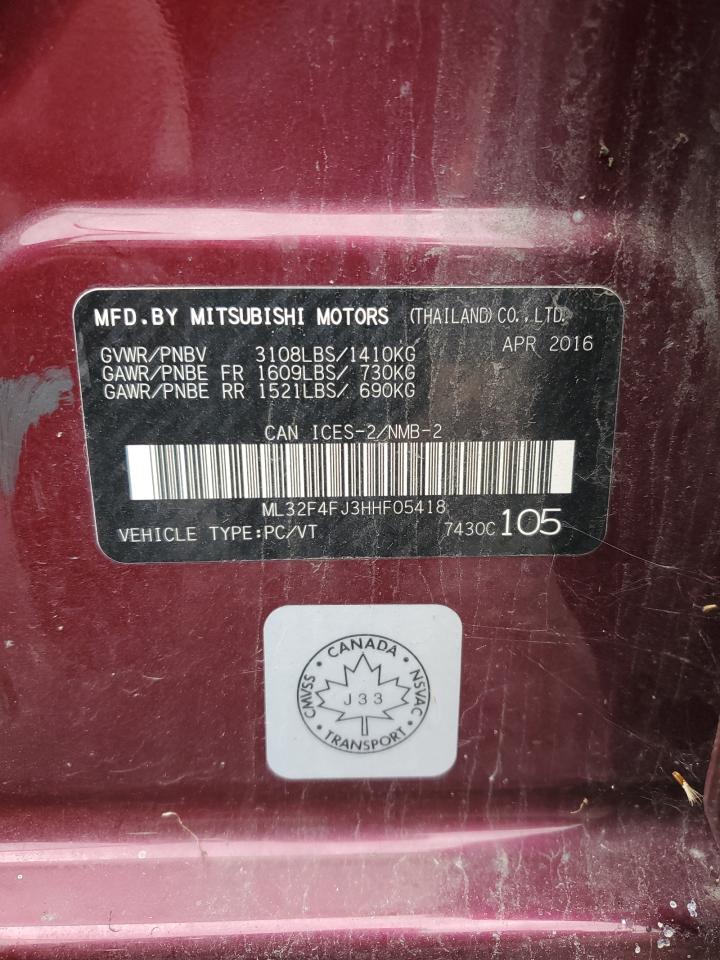 MFD.BY MITSUBISHI MOTORS (THAILAND)CO.,LTD.
APR 2016
GVWR/PNBV 3108LBS/1410KG
GAWR/PNBE FR 1609LBS/ 730KG
GAWR/PNBE RR 1521LBS/ 690KG
CAN ICES-2/NMB-2
ML32F4FJ3HHF05418
VEHICLE TYPE:PC/VT 7430C 105
CANADA
CMVSS J33 NSVAC
TRANSPORT